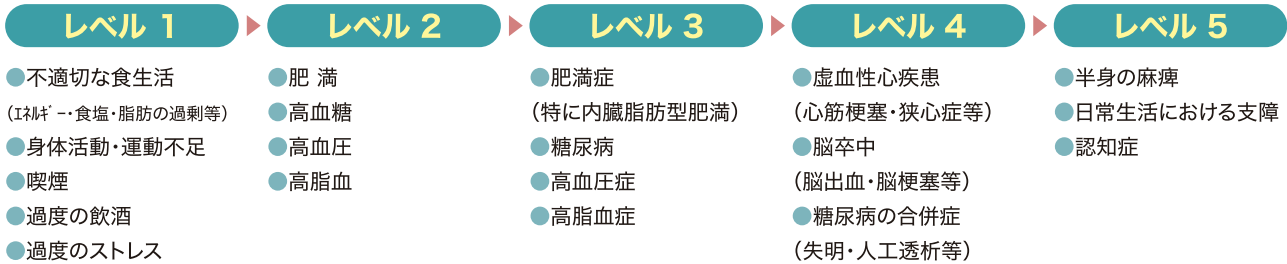 レベル 1
●不適切な食生活
(ｴﾈﾙｷﾞｰ・食塩・脂肪の過剰等)
●身体活動・運動不足
●喫煙
●過度の飲酒
●過度のストレス
レベル 2
●肥 満
●高血糖
●高血圧
●高脂血
レベル 3
●肥満症
(特に内臓脂肪型肥満)
●糖尿病
●高血圧症
●高脂血症
レベル 4
●虚血性心疾患
(心筋梗塞・狭心症等)
●脳卒中
(脳出血・脳梗塞等)
●糖尿病の合併症
(失明・人工透析等)
レベル 5
●半身の麻痺
●日常生活における支障
●認知症